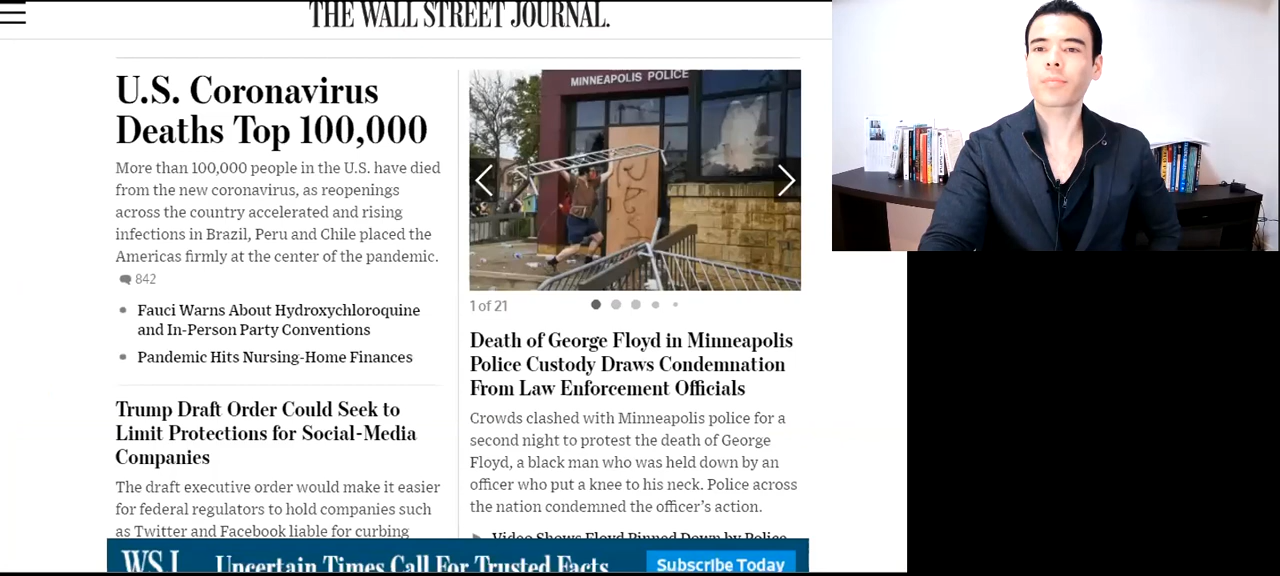 THE WALL STREET JOURNAL.
U.S. Coronavirus
Deaths Top 100,000
More than 100,000 people in the U.S. have died
from the new coronavirus, as reopenings
across the country accelerated and rising
infections in Brazil, Peru and Chile placed the
Americas firmly at the center of the pandemic.
842
Fauci Warns About Hydroxychloroquine
and In-Person Party Conventions
Pandemic Hits Nursing-Home Finances
Trump Draft Order Could Seek to
Limit Protections for Social-Media
Companies
The draft executive order would make it easier
for federal regulators to hold companies such
as Twitter and Facebook liable for curbing
MINNEAPOLIS POLICE
1 of 21
Death of George Floyd in Minneapolis
Police Custody Draws Condemnation
From Law Enforcement Officials
Crowds clashed with Minneapolis police for a
second night to protest the death of George
Floyd, a black man who was held down by an
officer who put a knee to his neck. Police across
the nation condemned the officer's action.
Video Shows Floyd Pinned Down by Police
WSJ Uncertain Times Call For Trusted Facts Subscribe Today